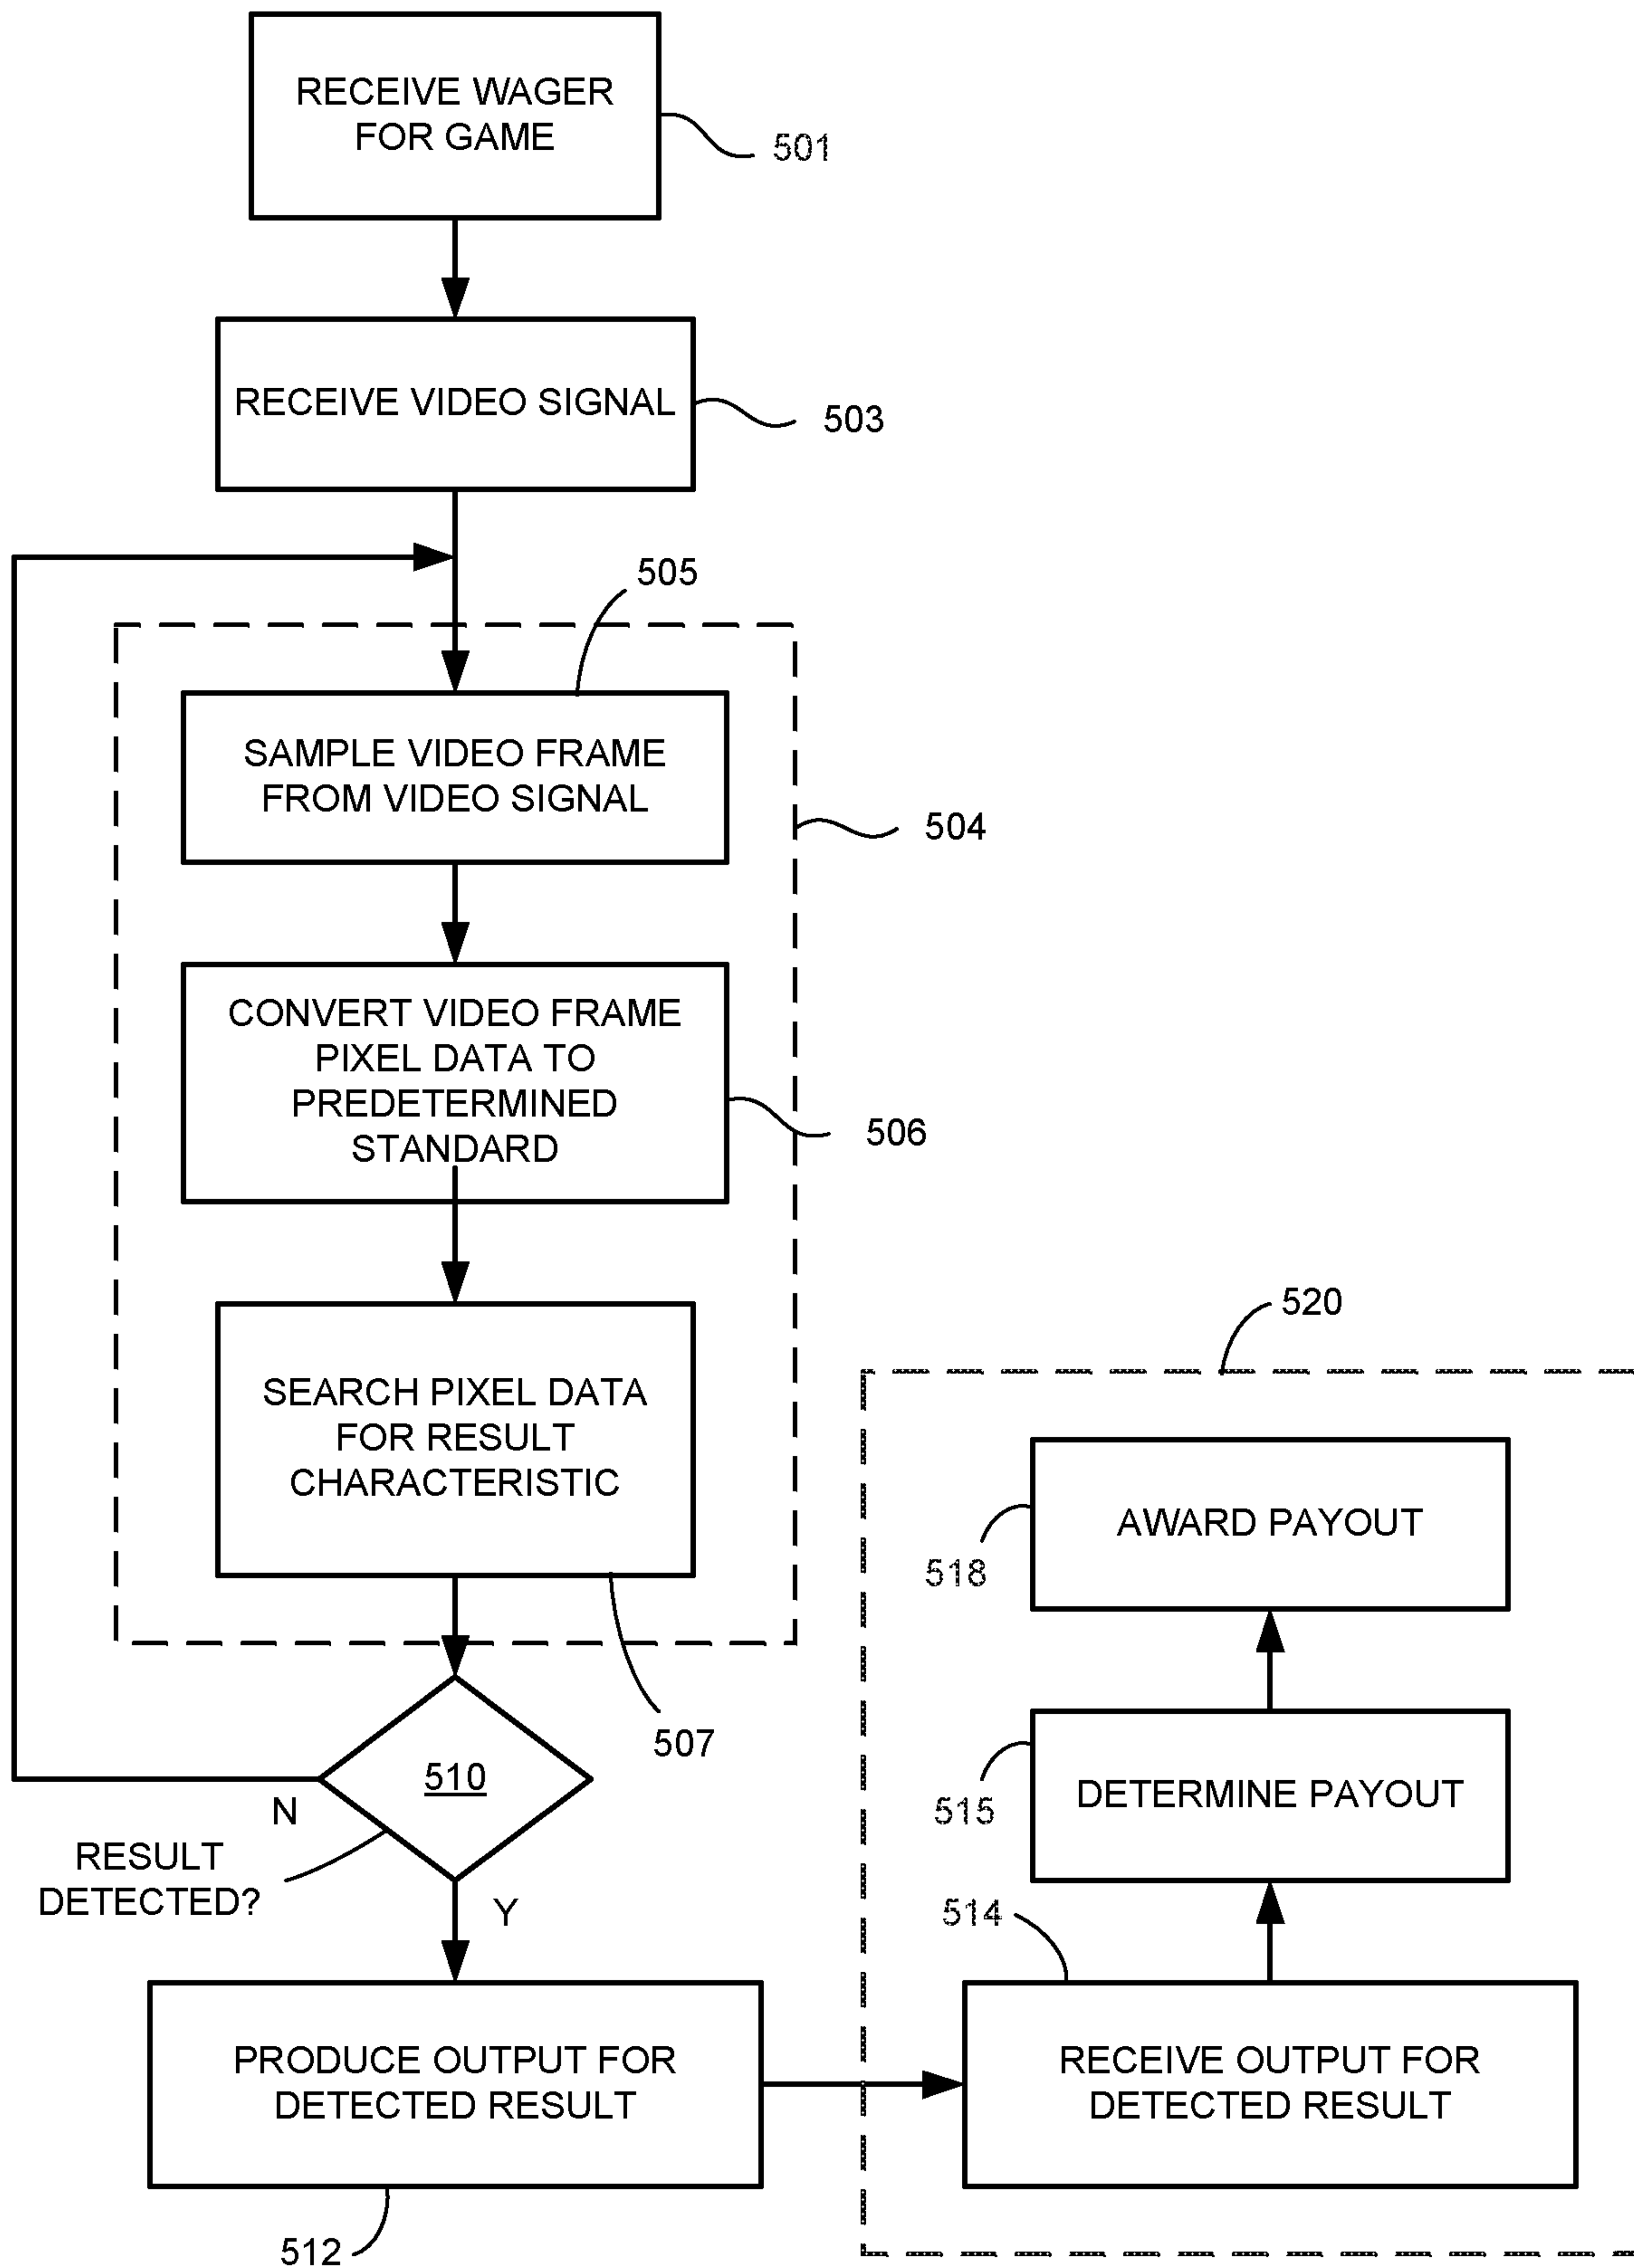 RECEIVE WAGER
FOR GAME
501
RECEIVE VIDEO SIGNAL
503
505
SAMPLE VIDEO FRAME
FROM VIDEO SIGNAL
504
CONVERT VIDEO FRAME
PIXEL DATA TO
PREDETERMINED
STANDARD
506
SEARCH PIXEL DATA
FOR RESULT
CHARACTERISTIC
507
510
N
RESULT
DETECTED?
Y
PRODUCE OUTPUT FOR
DETECTED RESULT
512
520
AWARD PAYOUT
518
DETERMINE PAYOUT
515
514
RECEIVE OUTPUT FOR
DETECTED RESULT